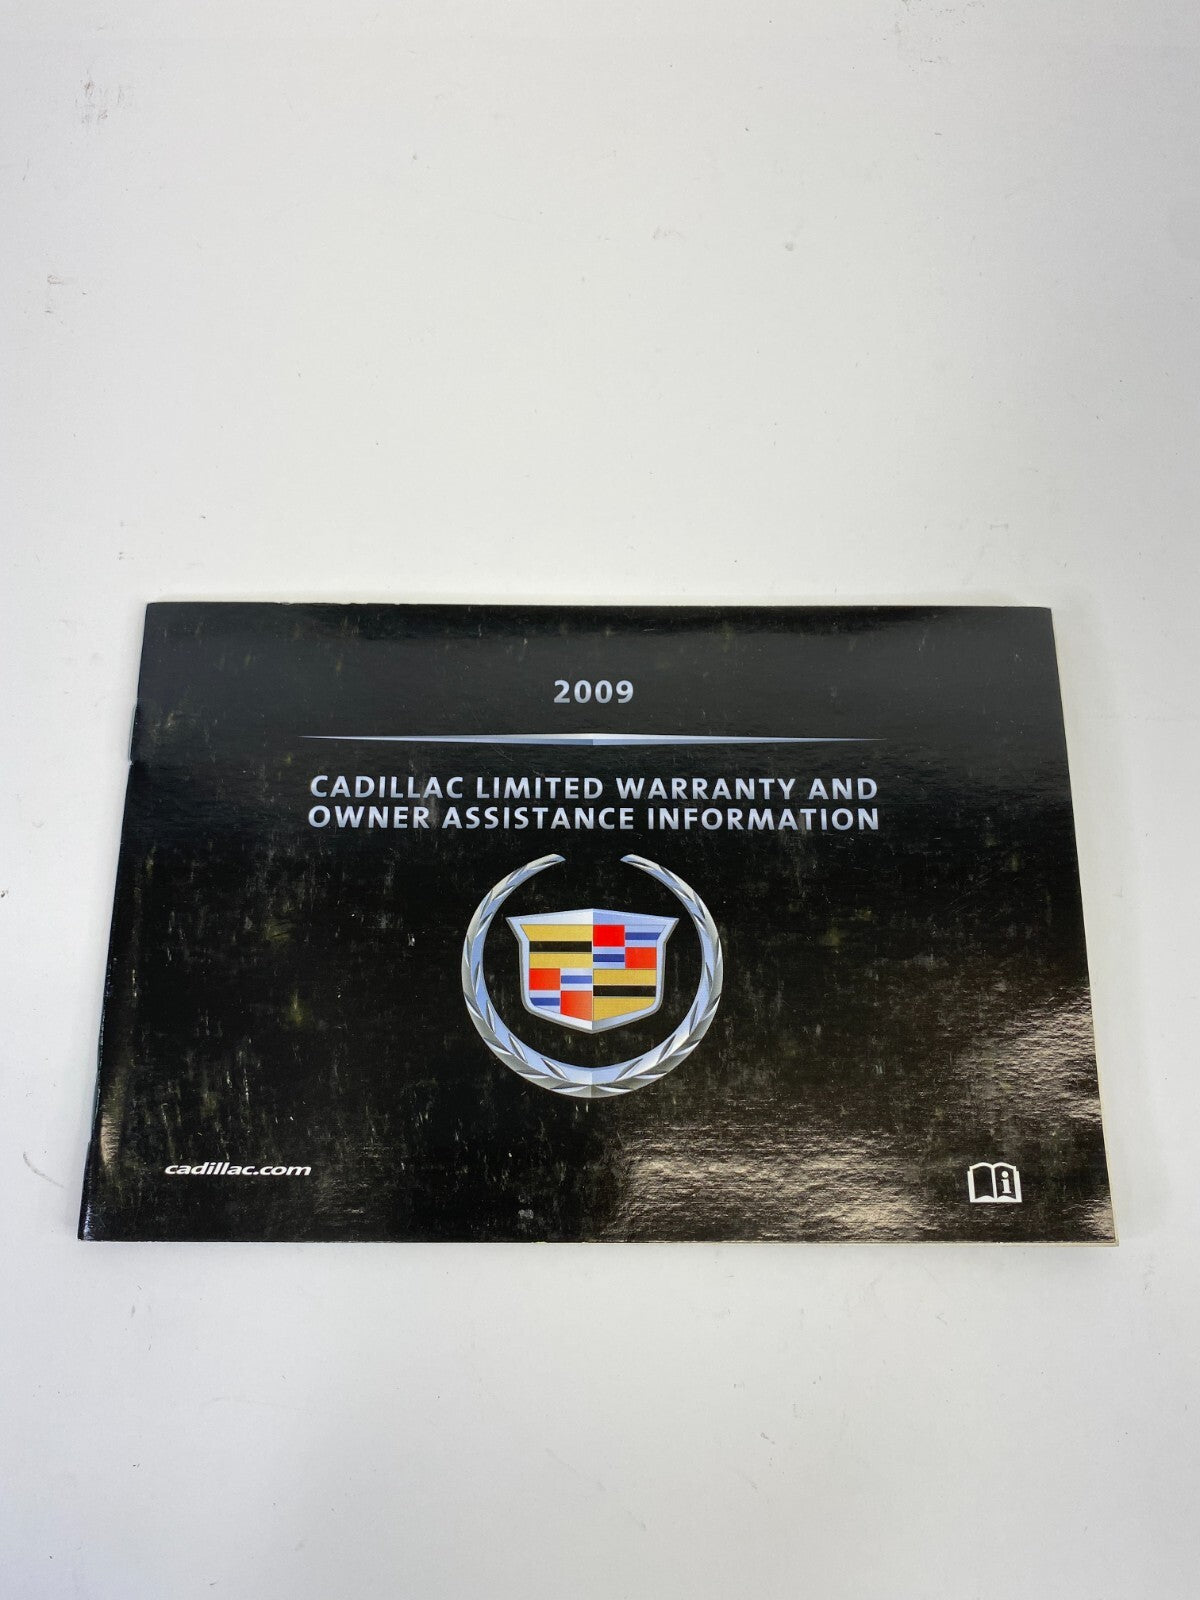 2009
CADILLAC LIMITED WARRANTY AND
OWNER ASSISTANCE INFORMATION
cadillac.com
i